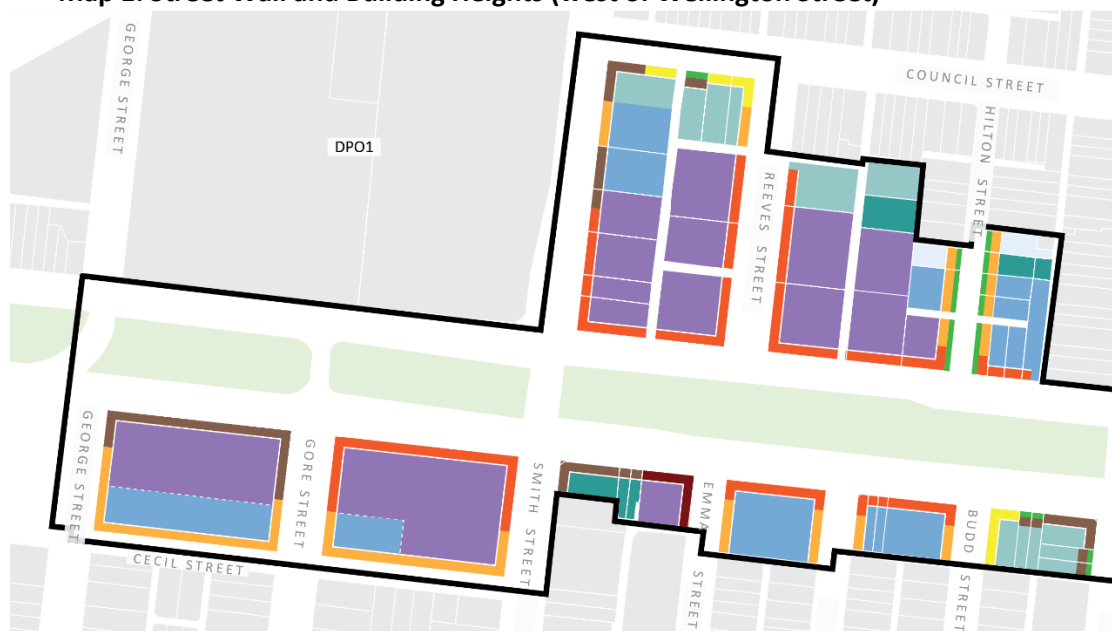 GEORGE STREET
COUNCIL STREET
HILTON STREET
DPO1
REEVES STREET
GEORGE STREET
GORE STREET
SMITH STREET
EMMA
STREET
BUDD
STREET
CECIL STREET